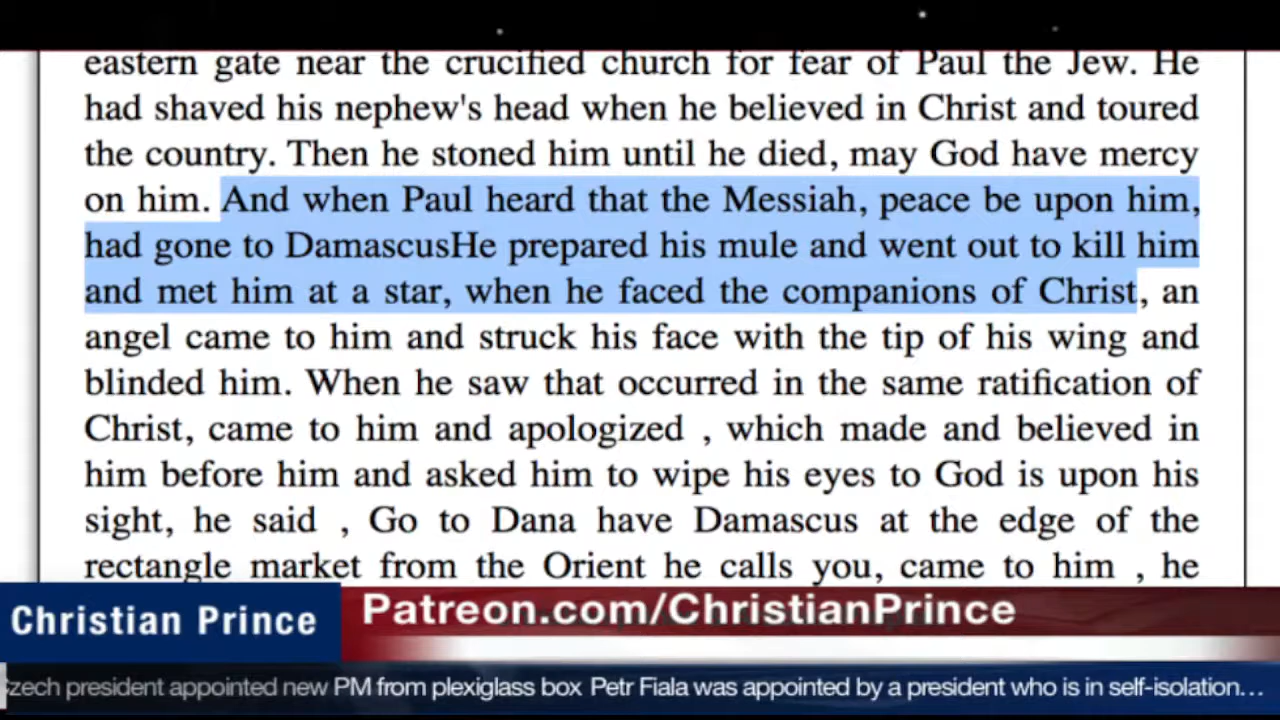 eastern gate near the crucified church for fear of Paul the Jew. He
had shaved his nephew's head when he believed in Christ and toured
the country. Then he stoned him until he died, may God have mercy
on him. And when Paul heard that the Messiah, peace be upon him,
had gone to DamascusHe prepared his mule and went out to kill him
and met him at a star, when he faced the companions of Christ, an
angel came to him and struck his face with the tip of his wing and
blinded him. When he saw that occurred in the same ratification of
Christ, came to him and apologized , which made and believed in
him before him and asked him to wipe his eyes to God is upon his
sight, he said , Go to Dana have Damascus at the edge of the
rectangle market from the Orient he calls you, came to him , he
Christian Prince
Patreon.com/ChristianPrince
zech president appointed new PM from plexiglass box Petr Fiala was appointed by a president who is in self-isolation...